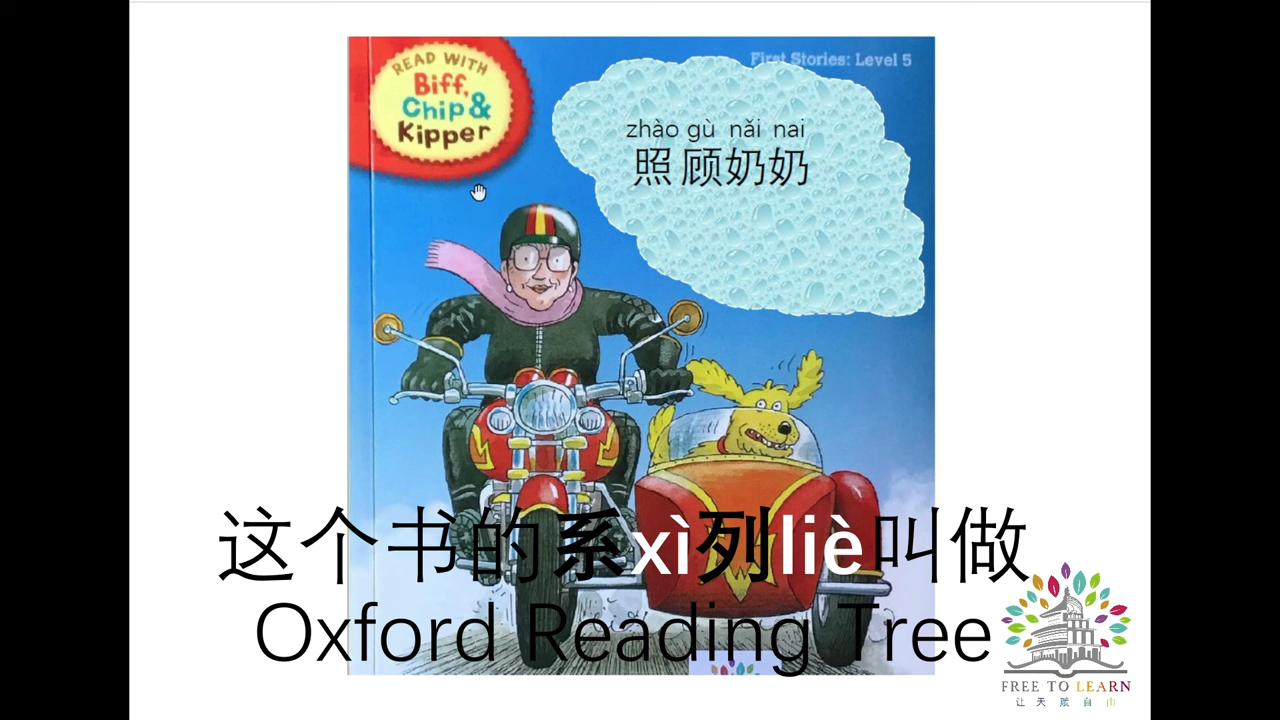 READ WITH
Biff,
Chip &
Kipper
First Stories: Level 5
zhào gù nǎi nai
照顾奶奶
这个书的系xì列liè叫做
Oxford Reading Tree
FREE TO LEARN
让天赋自由